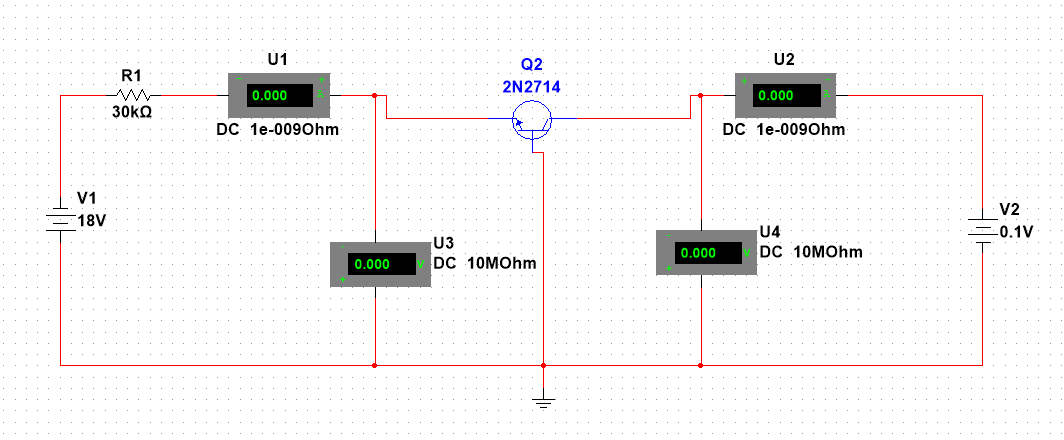 U1
R1
0.000
A
30kΩ
DC 1e-009Ohm
Q2
2N2714
U2
0.000
A
DC 1e-009Ohm
V1
18V
U3
0.000
V
DC 10MOhm
U4
0.000
V
DC 10MOhm
V2
0.1V